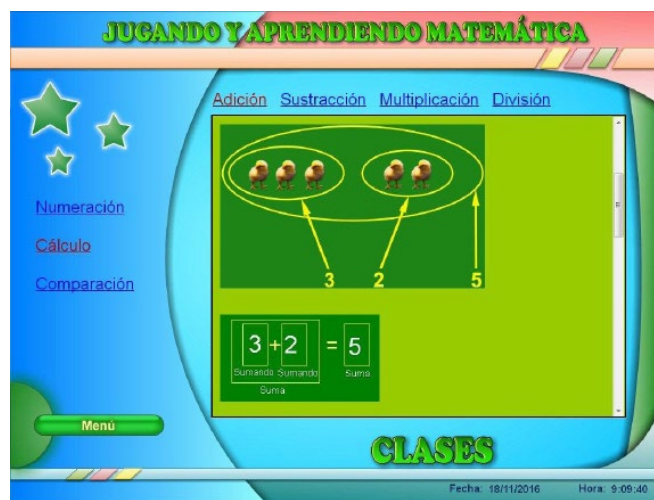 JUGANDO Y APRENDIENDO MATEMÁTICA
Adición Sustracción Multiplicación División
Numeración
Cálculo
Comparación
3 2 5
3 + 2 = 5
Sumando Sumando Suma
Suma
Menú
CLASES
Fecha: 18/11/2016 Hora: 9:09:40